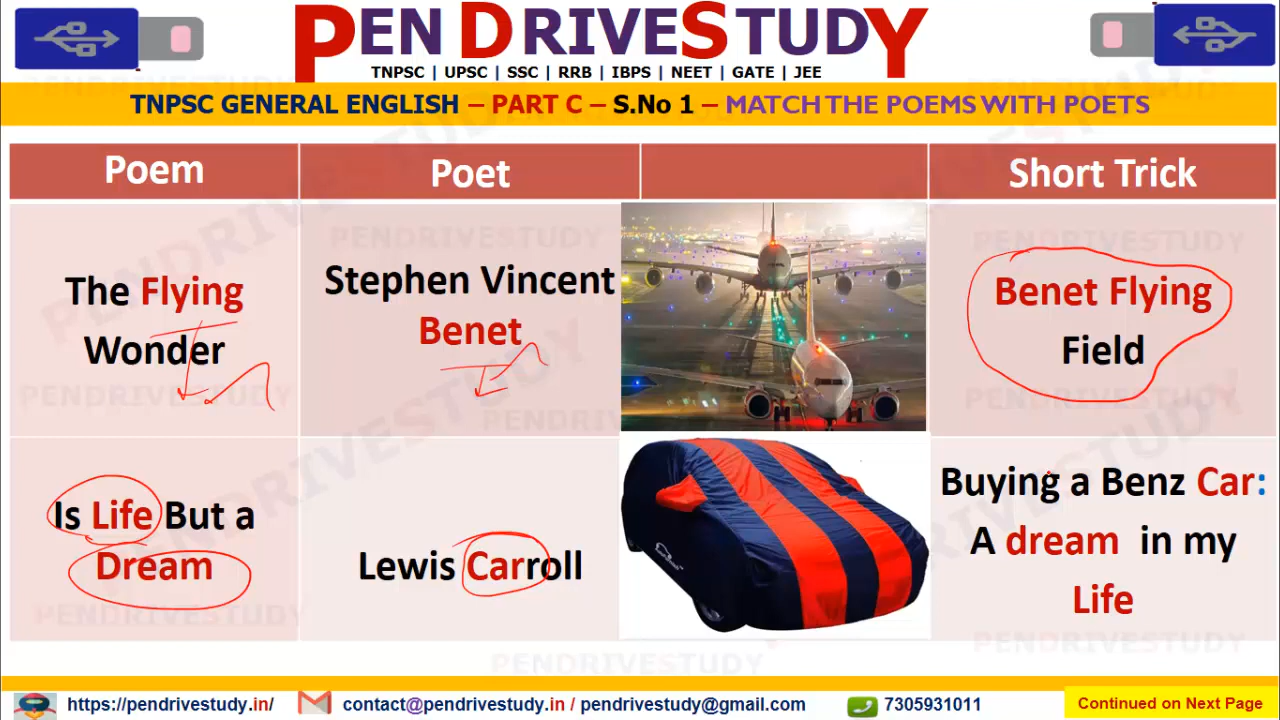 PEN DRIVESTUDY
TNPSC | UPSC | SSC | RRB | IBPS | NEET | GATE | JEE
TNPSC GENERAL ENGLISH – PART C – S.No 1 – MATCH THE POEMS WITH POETS
Poem
Poet
Short Trick
The Flying
Wonder
Stephen Vincent
Benet
Benet Flying
Field
Is Life But a
Dream
Lewis Carroll
Buying a Benz Car:
A dream in my
Life
PENDRIVESTUDY
https://pendrivestudy.in/
contact@pendrivestudy.in / pendrivestudy@gmail.com
7305931011
Continued on Next Page